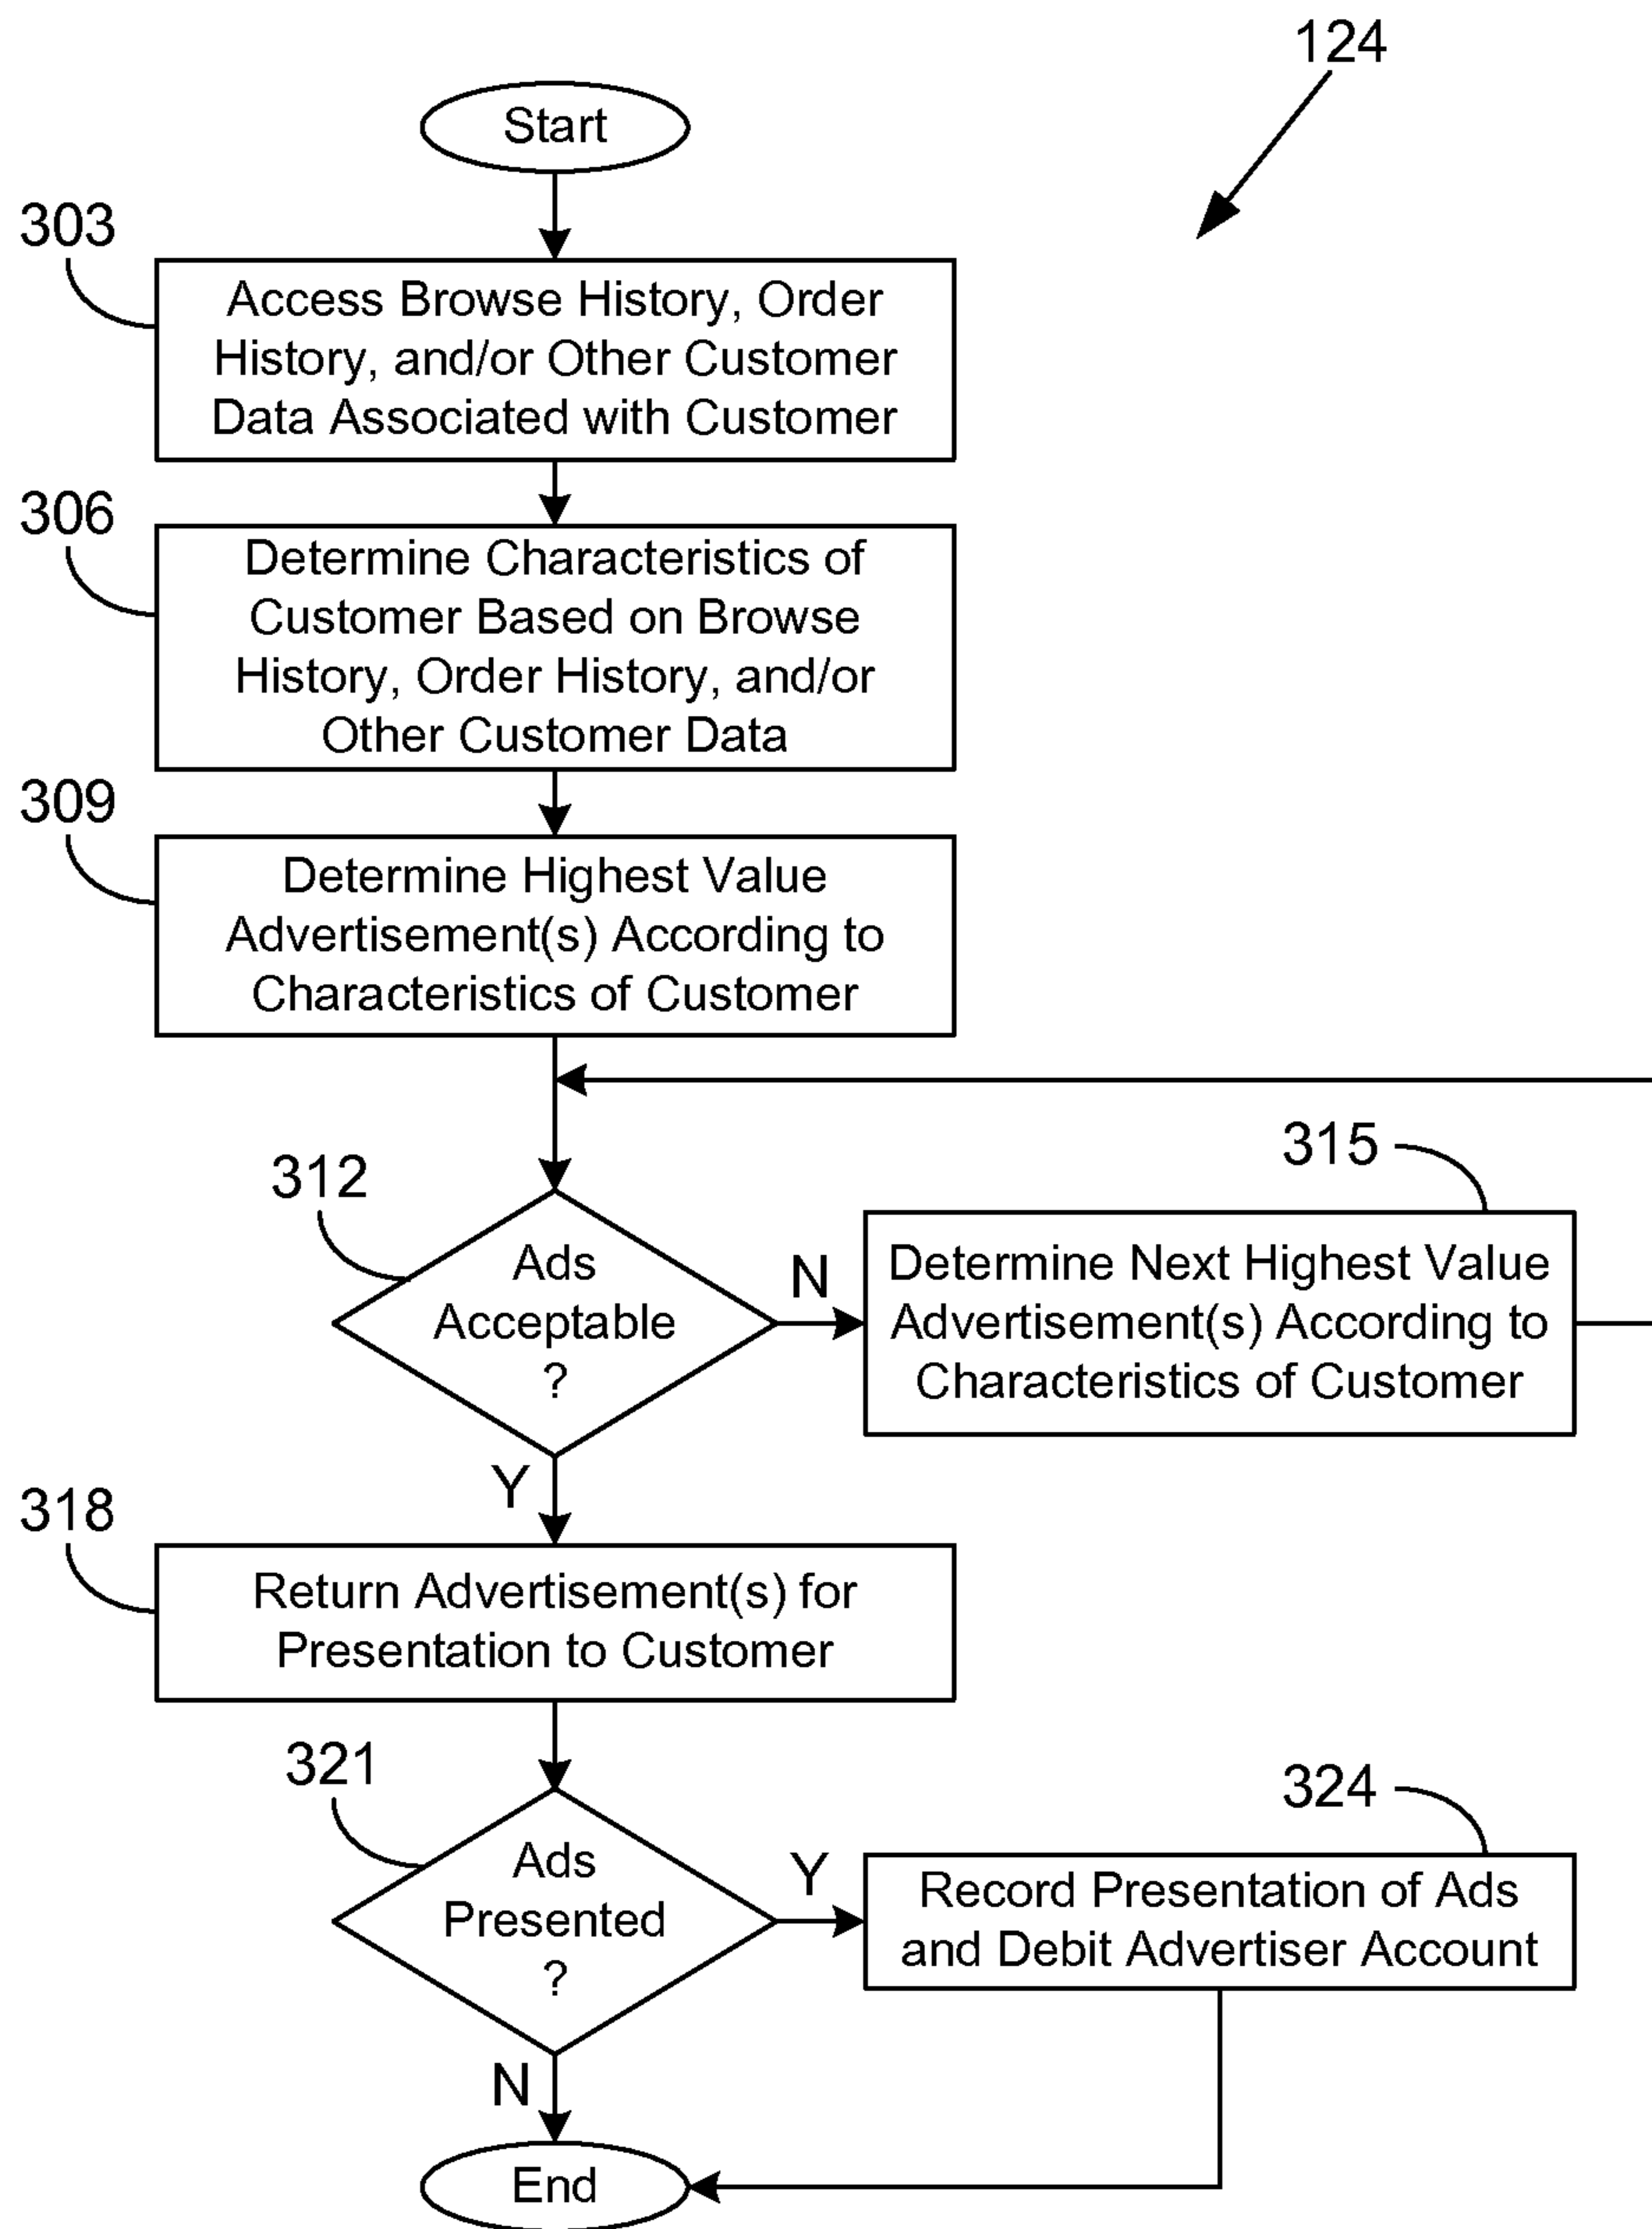 124
Start
303
Access Browse History, Order
History, and/or Other Customer
Data Associated with Customer
306
Determine Characteristics of
Customer Based on Browse
History, Order History, and/or
Other Customer Data
309
Determine Highest Value
Advertisement(s) According to
Characteristics of Customer
312
Ads
Acceptable
?
N
315
Determine Next Highest Value
Advertisement(s) According to
Characteristics of Customer
Y
318
Return Advertisement(s) for
Presentation to Customer
321
Ads
Presented
?
Y
324
Record Presentation of Ads
and Debit Advertiser Account
N
End